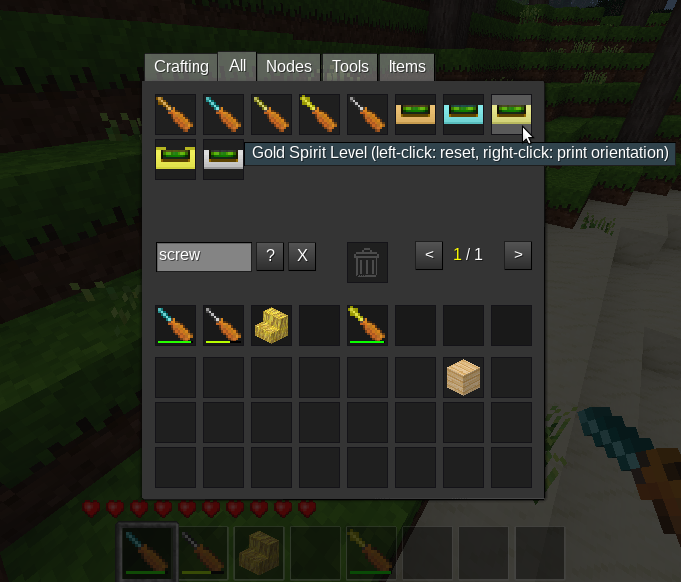 Crafting All Nodes Tools Items
Gold Spirit Level (left-click: reset, right-click: print orientation)
screw ? X < 1 / 1 >